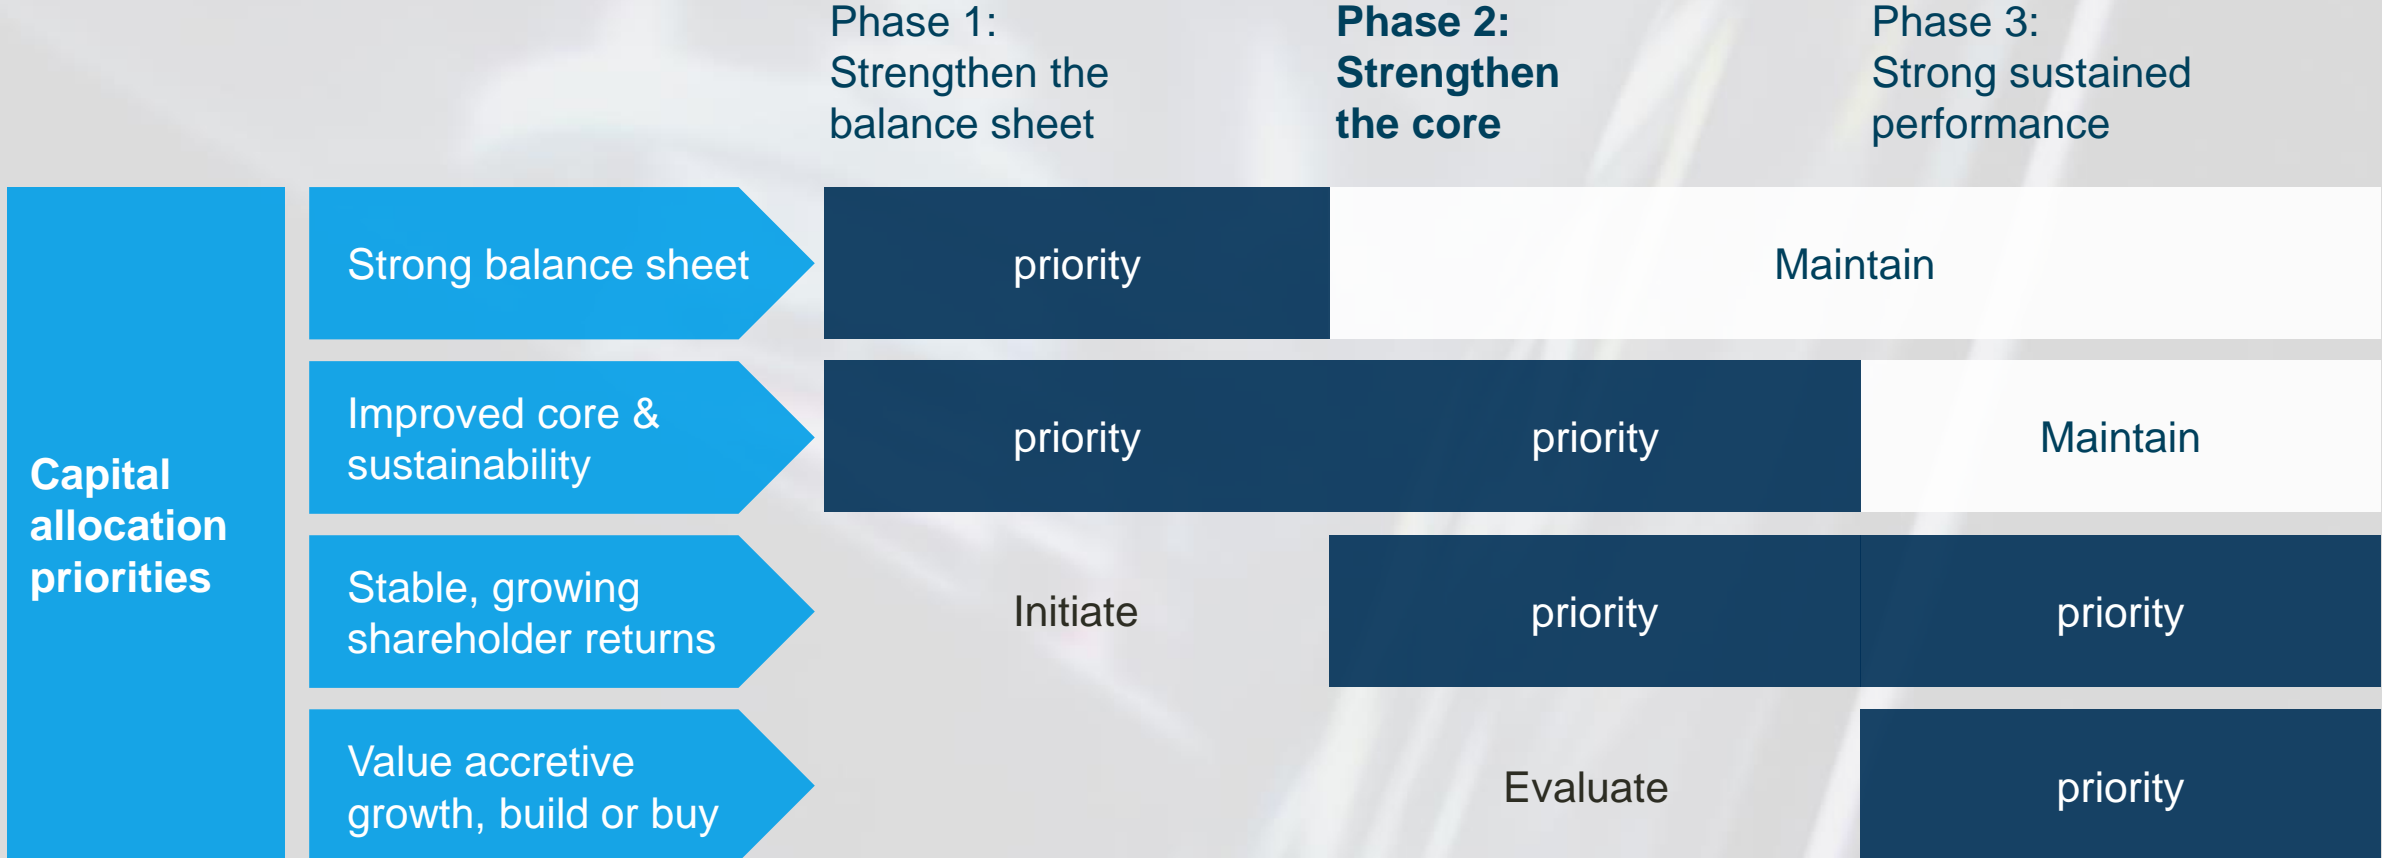 Phase 1:
Strengthen the
balance sheet
Phase 2:
Strengthen
the core
Phase 3:
Strong sustained
performance
Capital
allocation
priorities
Strong balance sheet
priority
Maintain
Improved core &
sustainability
priority
priority
Maintain
Stable, growing
shareholder returns
Initiate
priority
priority
Value accretive
growth, build or buy
Evaluate
priority